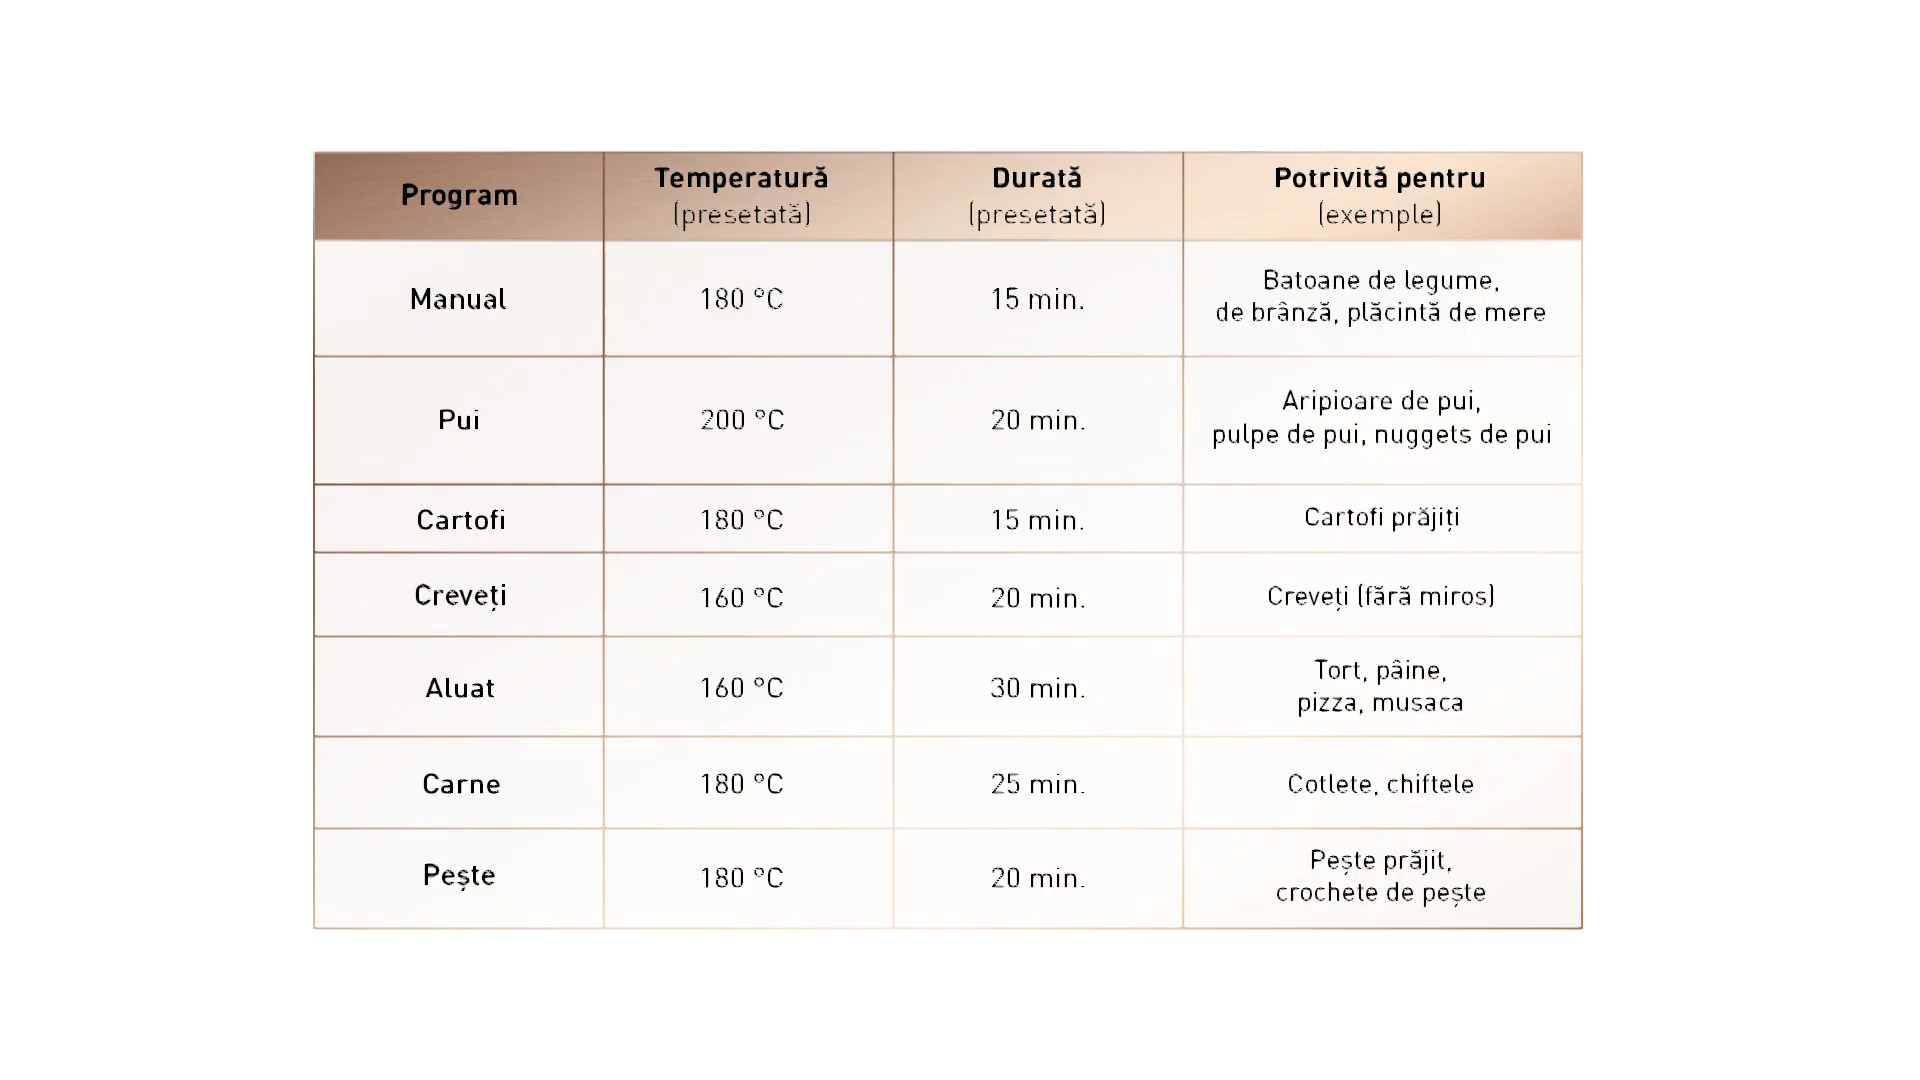 Program
Temperatură
(presetată)
Durată
(presetată)
Potrivită pentru
(exemple)
Manual
180 °C
15 min.
Batoane de legume,
de brânză, plăcintă de mere
Pui
200 °C
20 min.
Aripioare de pui,
pulpe de pui, nuggets de pui
Cartofi
180 °C
15 min.
Cartofi prăjiți
Creveți
160 °C
20 min.
Creveți (fără miros)
Aluat
160 °C
30 min.
Tort, pâine,
pizza, musaca
Carne
180 °C
25 min.
Cotlete, chiftele
Pește
180 °C
20 min.
Pește prăjit,
crochete de pește